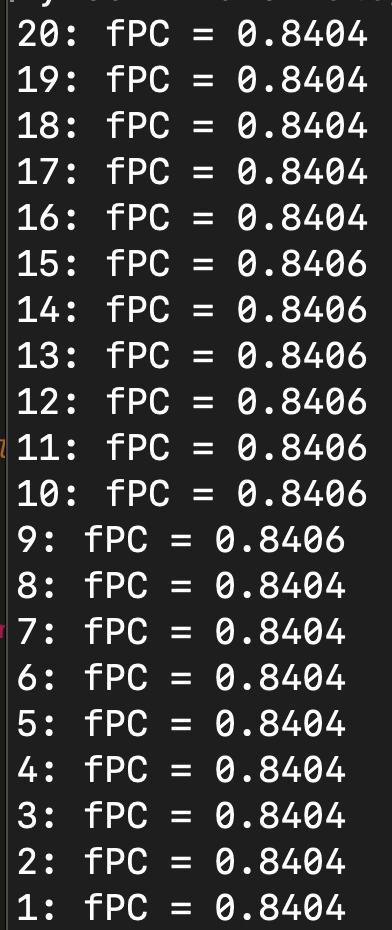 20: fPC = 0.8404
19: fPC = 0.8404
18: fPC = 0.8404
17: fPC = 0.8404
16: fPC = 0.8404
15: fPC = 0.8406
14: fPC = 0.8406
13: fPC = 0.8406
12: fPC = 0.8406
11: fPC = 0.8406
10: fPC = 0.8406
9: fPC = 0.8406
8: fPC = 0.8404
7: fPC = 0.8404
6: fPC = 0.8404
5: fPC = 0.8404
4: fPC = 0.8404
3: fPC = 0.8404
2: fPC = 0.8404
1: fPC = 0.8404